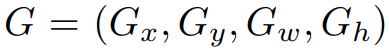 G = (G_x, G_y, G_w, G_h)